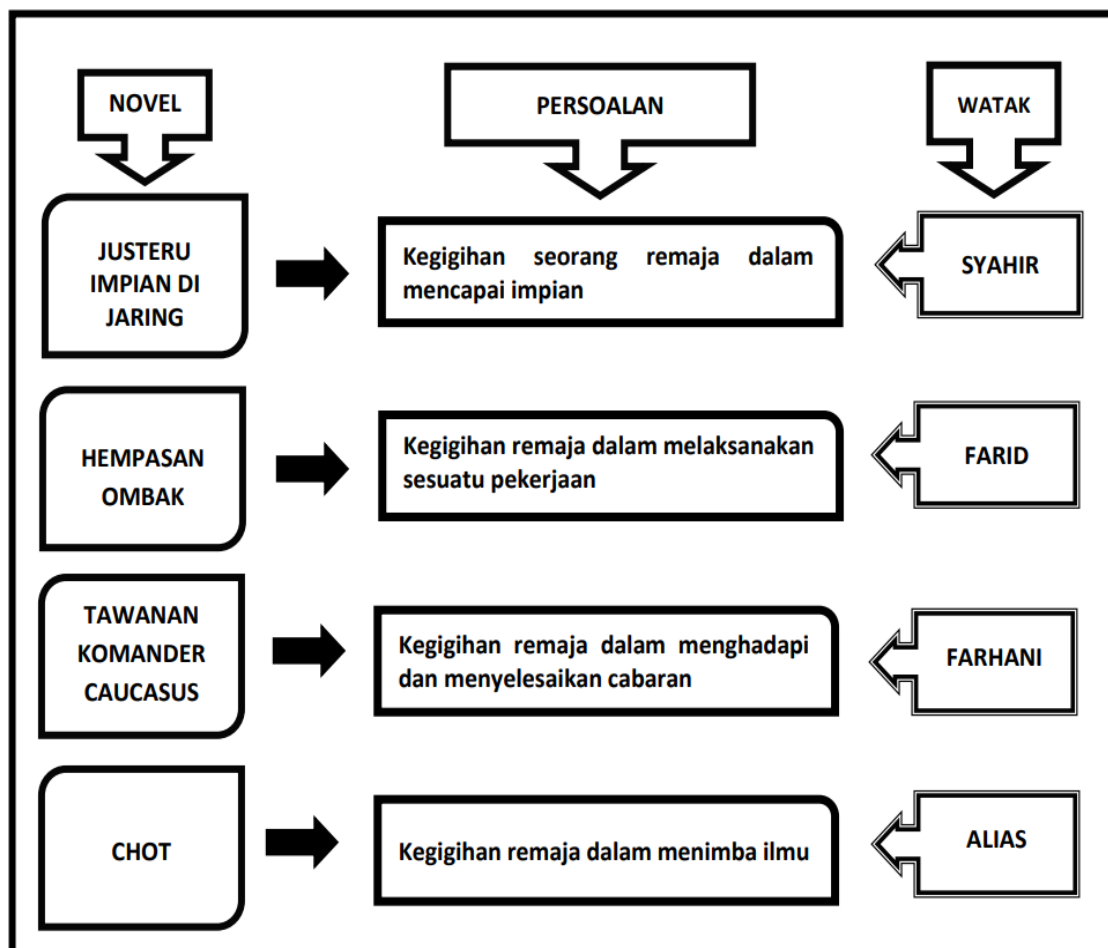 NOVEL
PERSOALAN
WATAK
JUSTERU
IMPIAN DI
JARING
Kegigihan seorang remaja dalam
mencapai impian
SYAHIR
HEMPASAN
OMBAK
Kegigihan remaja dalam melaksanakan
sesuatu pekerjaan
FARID
TAWANAN
KOMANDER
CAUCASUS
Kegigihan remaja dalam menghadapi
dan menyelesaikan cabaran
FARHANI
CHOT
Kegigihan remaja dalam menimba ilmu
ALIAS